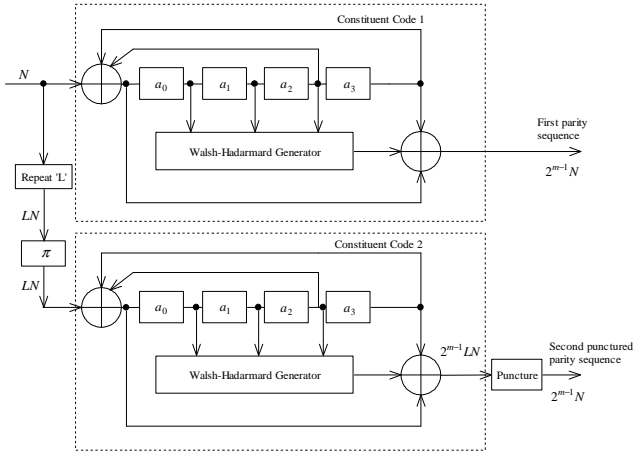 Constituent Code 1
N
a₀
a₁
a₂
a₃
Walsh-Hadarmard Generator
First parity
sequence
2^{m−1}N
Repeat 'L'
LN
π
LN
Constituent Code 2
a₀
a₁
a₂
a₃
Walsh-Hadarmard Generator
2^{m−1}LN
Puncture
Second punctured
parity sequence
2^{m−1}N